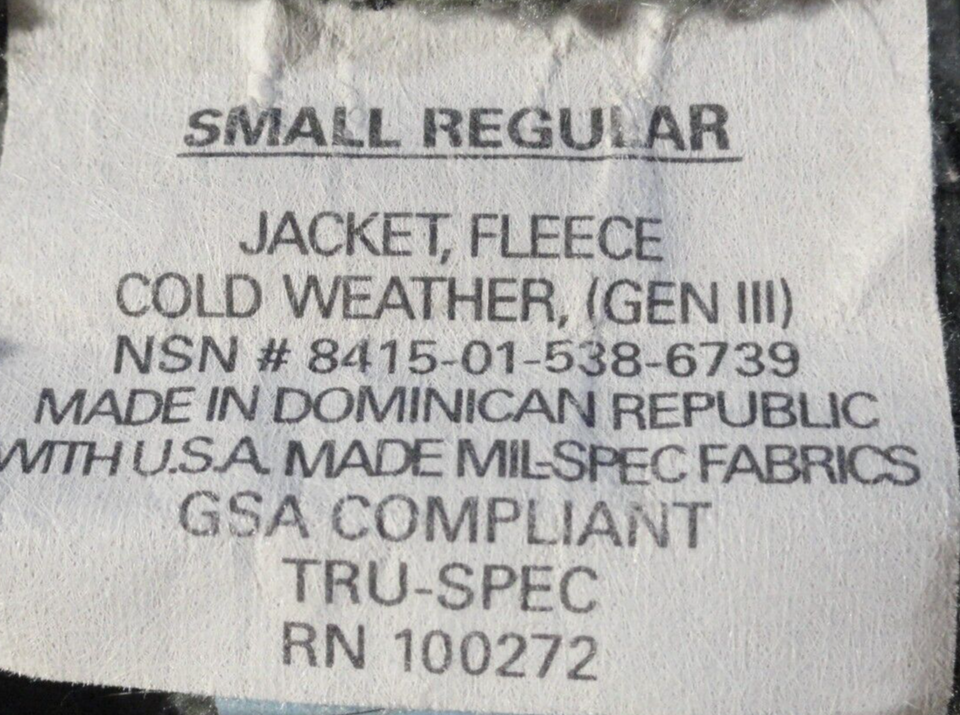 SMALL REGULAR
JACKET, FLEECE
COLD WEATHER, (GEN III)
NSN # 8415-01-538-6739
MADE IN DOMINICAN REPUBLIC
WITH U.S.A. MADE MIL-SPEC FABRICS
GSA COMPLIANT
TRU-SPEC
RN 100272